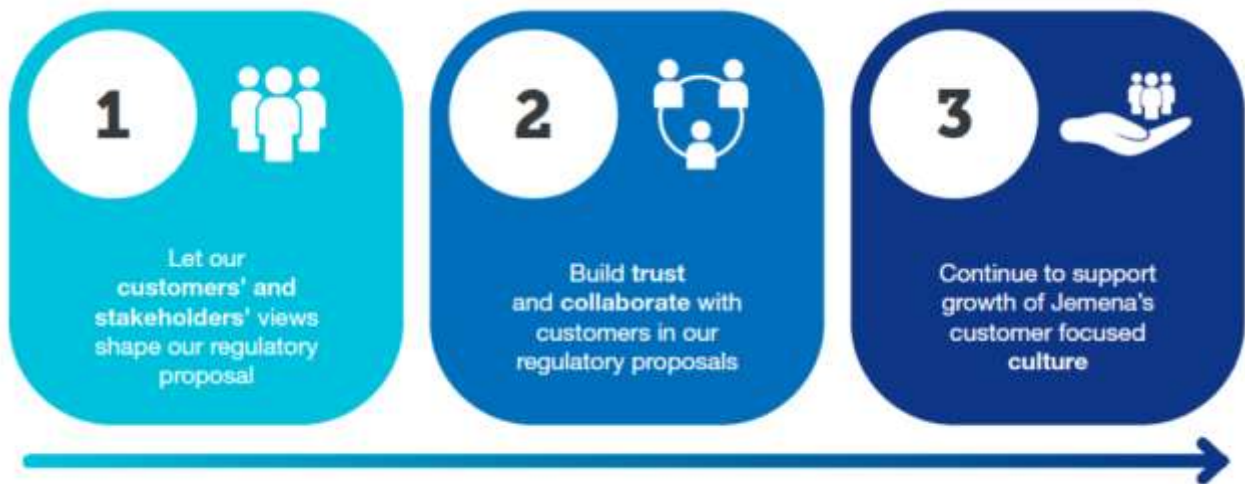 1
Let our
customers' and
stakeholders' views
shape our regulatory
proposal
2
Build trust
and collaborate with
customers in our
regulatory proposals
3
Continue to support
growth of Jemena's
customer focused
culture